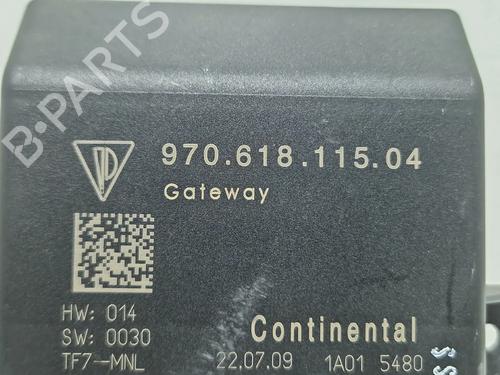 B-PARTS
970.618.115.04
Gateway
HW: 014
SW: 0030
TF7-MNL
Continental
22.07.09 1A01 5480